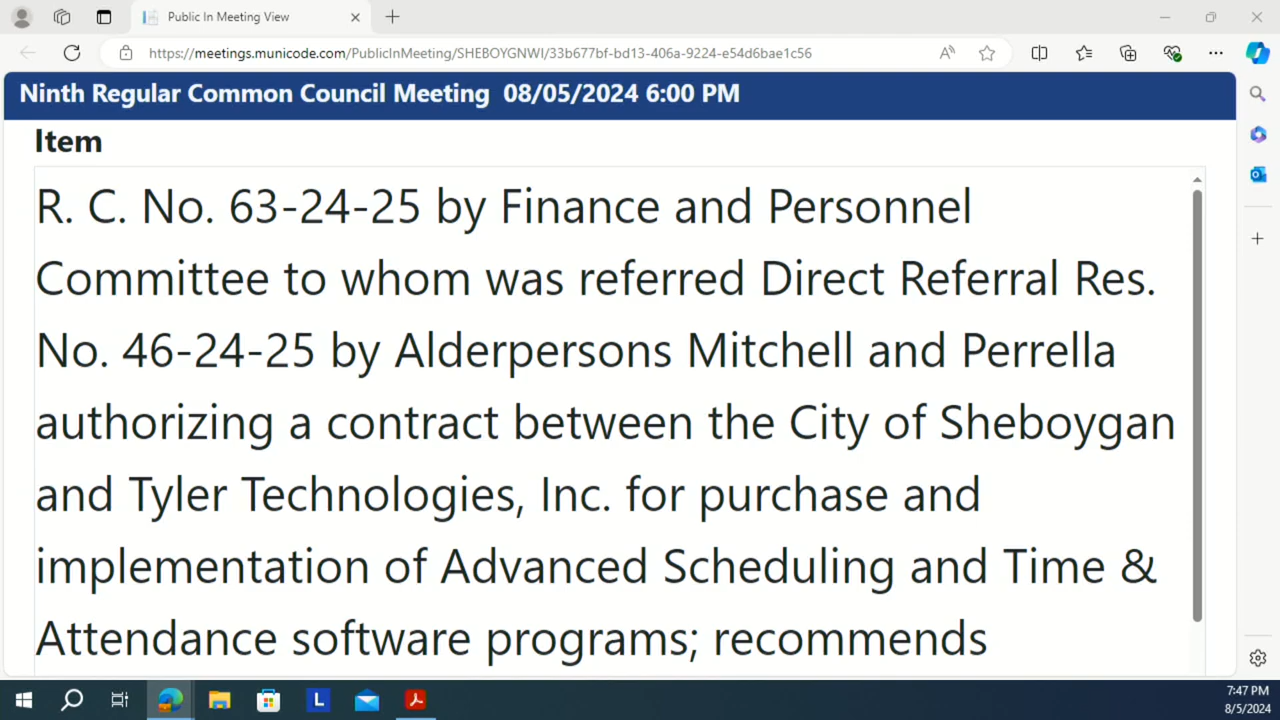 Public In Meeting View
https://meetings.municode.com/PublicInMeeting/SHEBOYGNWI/33b677bf-bd13-406a-9224-e54d6bae1c56
Ninth Regular Common Council Meeting 08/05/2024 6:00 PM
Item
R. C. No. 63-24-25 by Finance and Personnel
Committee to whom was referred Direct Referral Res.
No. 46-24-25 by Alderpersons Mitchell and Perrella
authorizing a contract between the City of Sheboygan
and Tyler Technologies, Inc. for purchase and
implementation of Advanced Scheduling and Time &
Attendance software programs; recommends
L
7:47 PM
8/5/2024